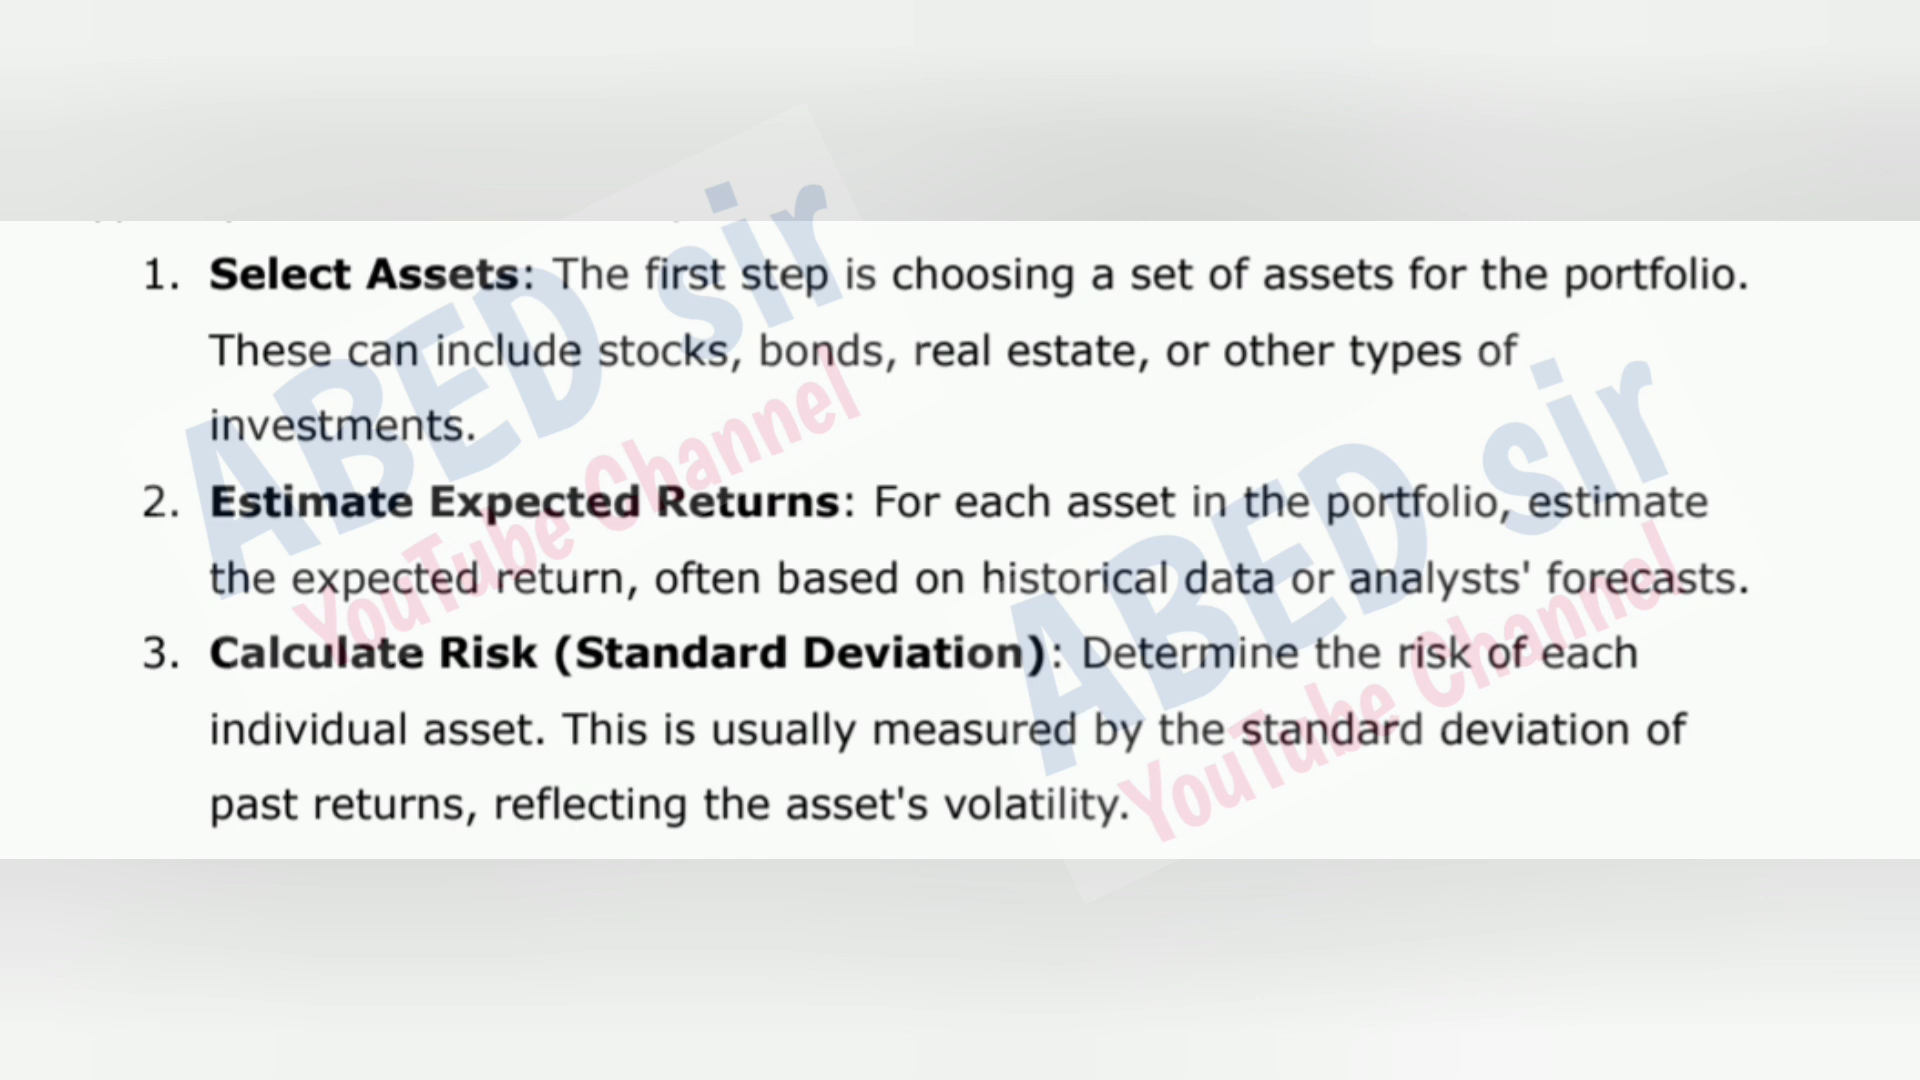 1. Select Assets: The first step is choosing a set of assets for the portfolio.
These can include stocks, bonds, real estate, or other types of
investments.
2. Estimate Expected Returns: For each asset in the portfolio, estimate
the expected return, often based on historical data or analysts' forecasts.
3. Calculate Risk (Standard Deviation): Determine the risk of each
individual asset. This is usually measured by the standard deviation of
past returns, reflecting the asset's volatility.
ABED sir
YouTube Channel
ABED sir
YouTube Channel